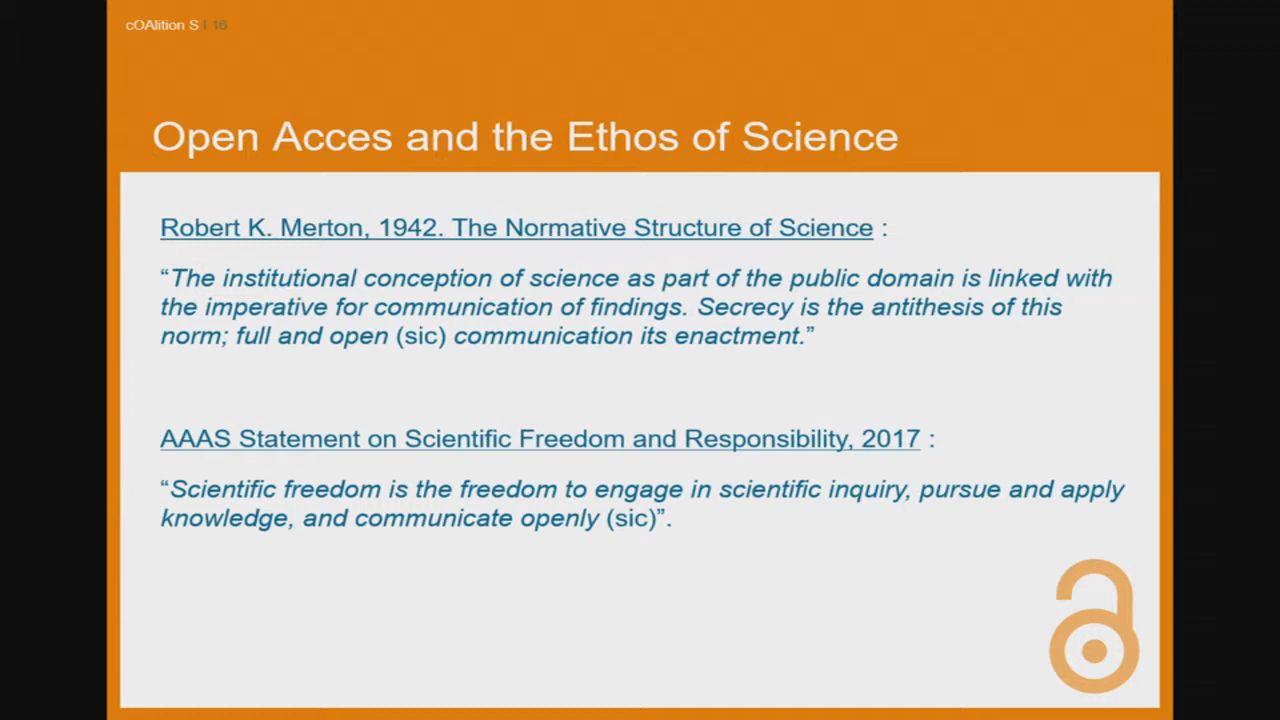 cOAlition S | 16
Open Acces and the Ethos of Science
Robert K. Merton, 1942. The Normative Structure of Science :
“The institutional conception of science as part of the public domain is linked with
the imperative for communication of findings. Secrecy is the antithesis of this
norm; full and open (sic) communication its enactment.”
AAAS Statement on Scientific Freedom and Responsibility, 2017 :
“Scientific freedom is the freedom to engage in scientific inquiry, pursue and apply
knowledge, and communicate openly (sic)”.